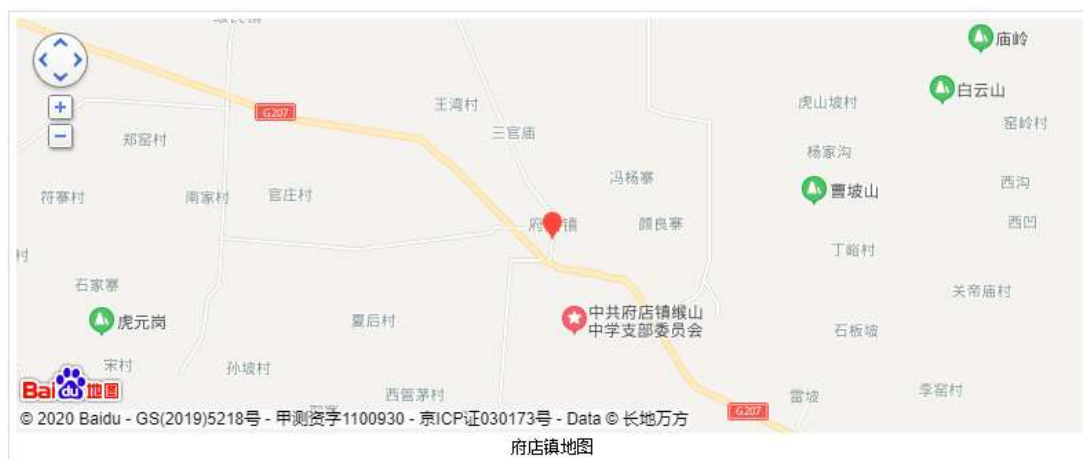 庙岭
白云山
G207
王湾村
虎山坡村
窑岭村
三官庙
郑窑村
杨家沟
冯杨寨
西沟
符寨村
南家村
官庄村
曹坡山
颜良寨
西凹
丁峪村
村
石家寨
关帝庙村
虎元岗
夏后村
中共府店镇缑山
中学支部委员会
石板坡
宋村
孙坡村
Bai du 地图
西管茅村
雷坡
李窑村
G207
© 2020 Baidu - GS(2019)5218号 - 甲测资字1100930 - 京ICP证030173号 - Data © 长地万方
府店镇地图